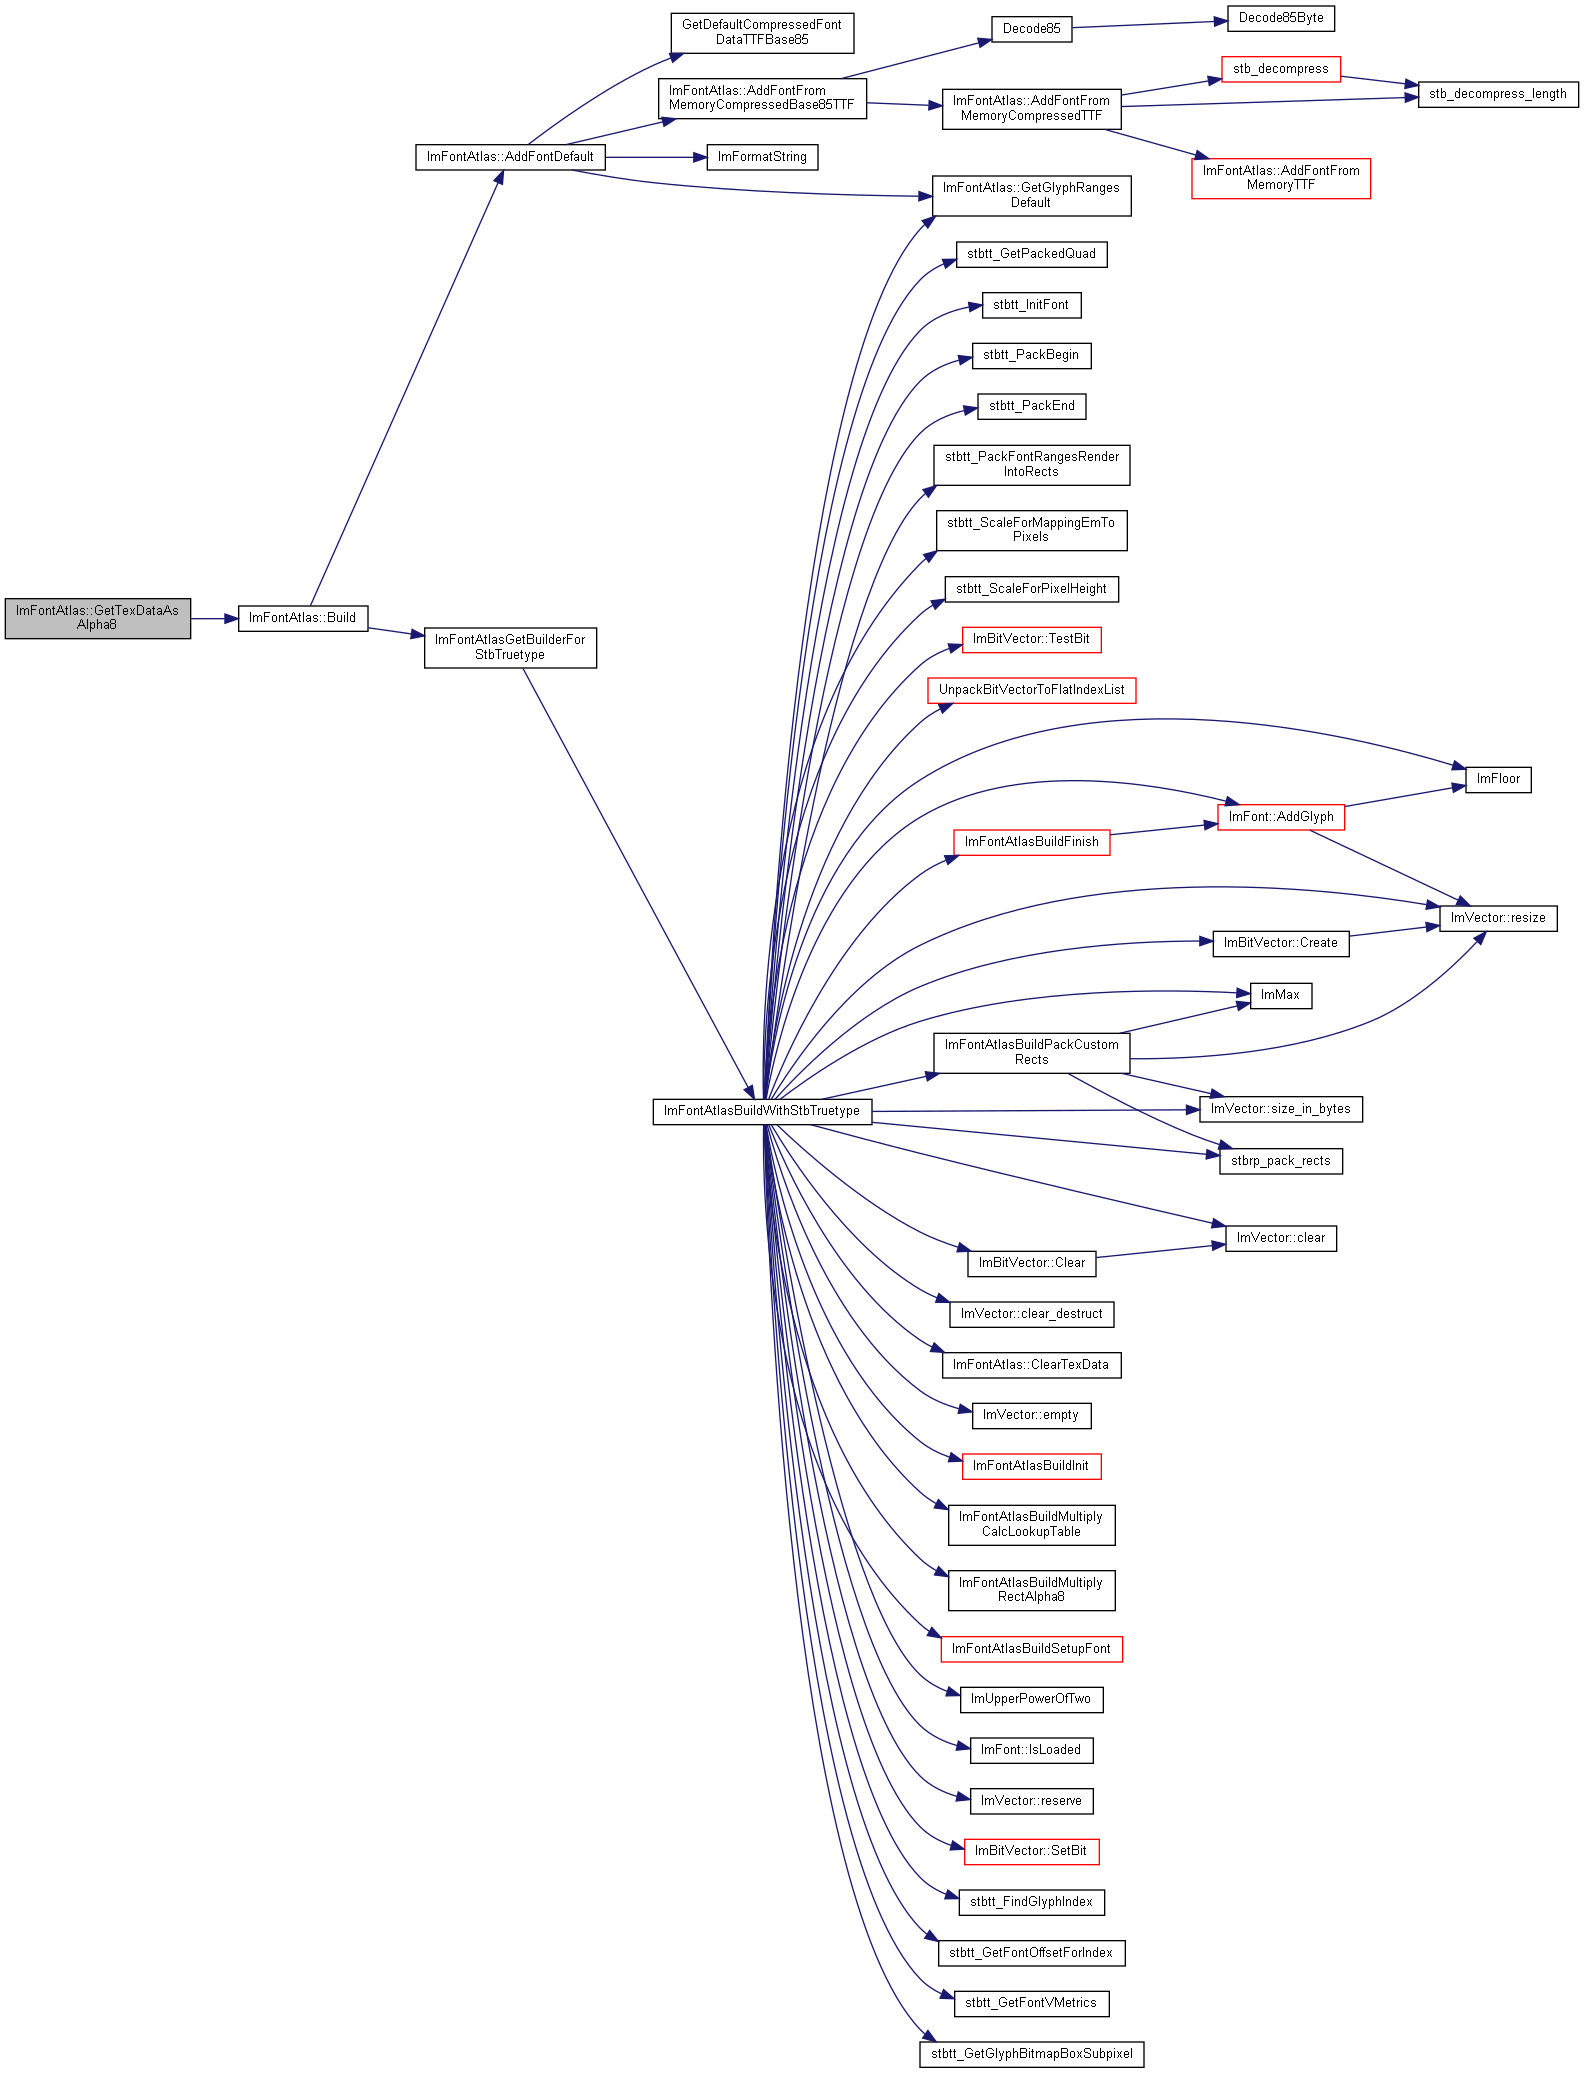 GetDefaultCompressedFont
DataTTFBase85
Decode85
Decode85Byte
ImFontAtlas::AddFontFrom
MemoryCompressedBase85TTF
stb_decompress
ImFontAtlas::AddFontFrom
MemoryCompressedTTF
stb_decompress_length
ImFontAtlas::AddFontDefault
ImFormatString
ImFontAtlas::AddFontFrom
MemoryTTF
ImFontAtlas::GetGlyphRanges
Default
stbtt_GetPackedQuad
stbtt_InitFont
stbtt_PackBegin
stbtt_PackEnd
stbtt_PackFontRangesRender
IntoRects
stbtt_ScaleForMappingEmTo
Pixels
stbtt_ScaleForPixelHeight
ImFontAtlas::GetTexDataAs
Alpha8
ImFontAtlas::Build
ImFontAtlasGetBuilderFor
StbTruetype
ImBitVector::TestBit
UnpackBitVectorToFlatIndexList
ImFloor
ImFont::AddGlyph
ImFontAtlasBuildFinish
ImVector::resize
ImBitVector::Create
ImMax
ImFontAtlasBuildPackCustom
Rects
ImFontAtlasBuildWithStbTruetype
ImVector::size_in_bytes
stbrp_pack_rects
ImVector::clear
ImBitVector::Clear
ImVector::clear_destruct
ImFontAtlas::ClearTexData
ImVector::empty
ImFontAtlasBuildInit
ImFontAtlasBuildMultiply
CalcLookupTable
ImFontAtlasBuildMultiply
RectAlpha8
ImFontAtlasBuildSetupFont
ImUpperPowerOfTwo
ImFont::IsLoaded
ImVector::reserve
ImBitVector::SetBit
stbtt_FindGlyphIndex
stbtt_GetFontOffsetForIndex
stbtt_GetFontVMetrics
stbtt_GetGlyphBitmapBoxSubpixel